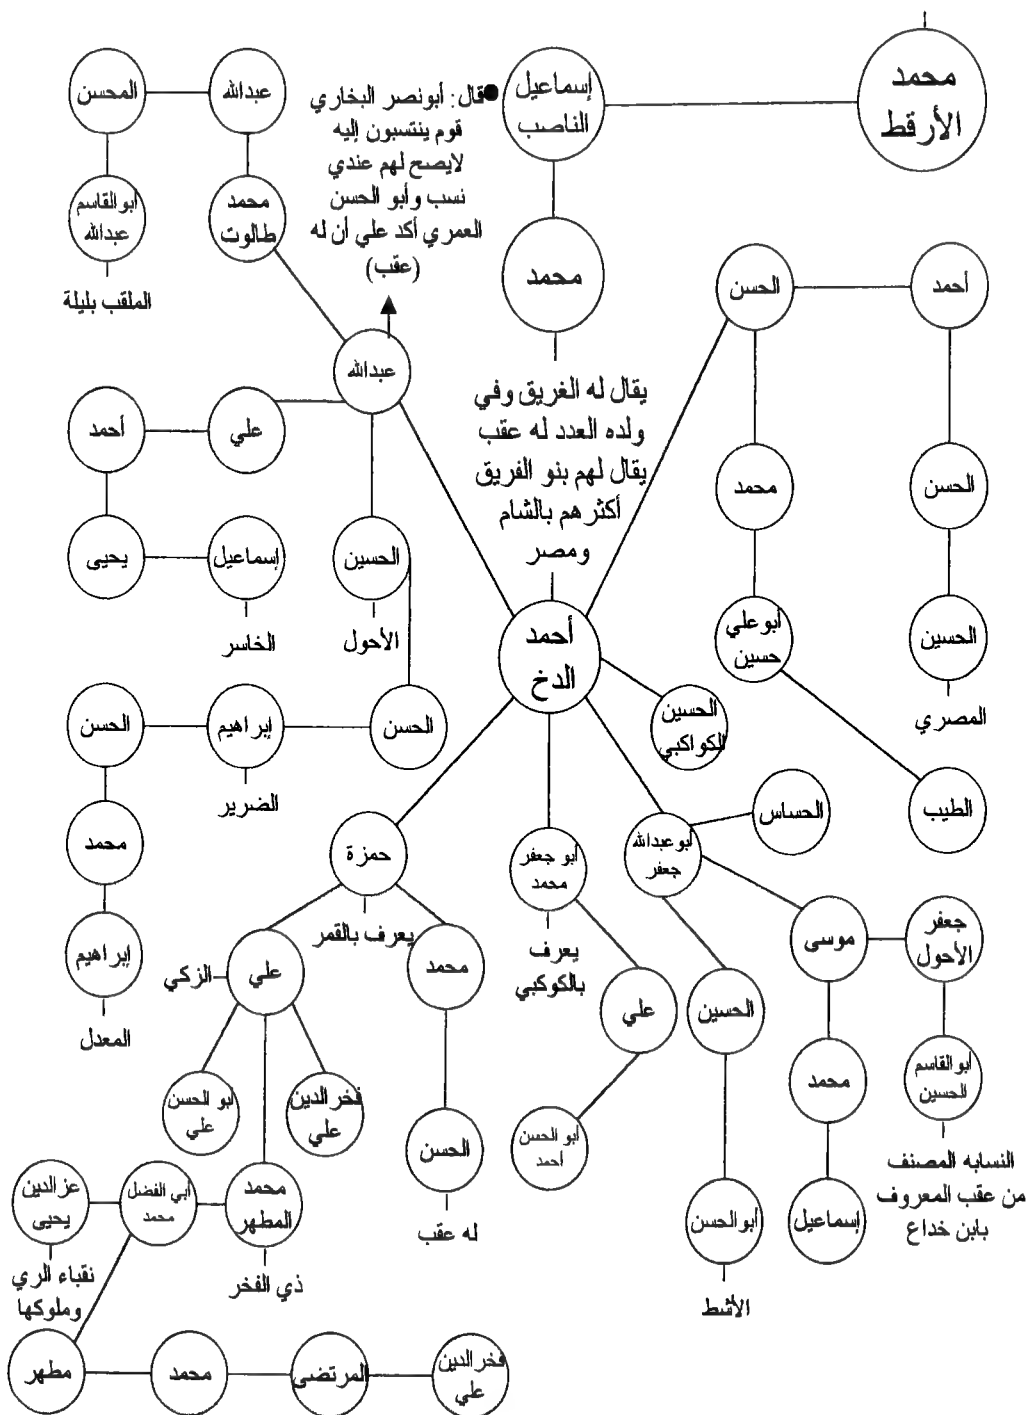 محمد
الأرقط
إسماعيل
الناصب
قال: أبونصر البخاري
قوم ينتسبون إليه
لايصح لهم عندي
نسب وأبو الحسن
العمري أكد علي أن له
(عقب)
عبدالله
المحسن
محمد
طالوت
أبو القاسم
عبدالله
الملقب بليلة
محمد
يقال له الغريق وفي
ولده العدد له عقب
يقال لهم بنو الفريق
أكثرهم بالشام
ومصر
أحمد
الحسن
محمد
الحسن
أبو علي
حسين
الحسين
المصري
الطيب
عبدالله
علي
أحمد
الحسين
الأحول
إسماعيل
الخاسر
يحيى
أحمد
الدخ
الحسين
الكواكبي
الحسن
إبراهيم
الضرير
الحسن
محمد
إبراهيم
المعدل
الحساس
أبو عبدالله
جعفر
أبو جعفر
محمد
يعرف
بالكوكبي
حمزة
يعرف بالقمر
جعفر
الأحول
موسى
الحسين
علي
محمد
علي
الزكي
أبو القاسم
الحسين
النسابه المصنف
من عقب المعروف
بابن خداع
محمد
إسماعيل
أبو الحسن
الأشط
أبو الحسن
أحمد
الحسن
له عقب
فخر الدين
علي
أبو الحسن
علي
محمد
المطهر
ذي الفخر
أبي الفضل
محمد
عز الدين
يحيى
نقباء الري
وملوكها
فخر الدين
علي
المرتضى
محمد
مطهر